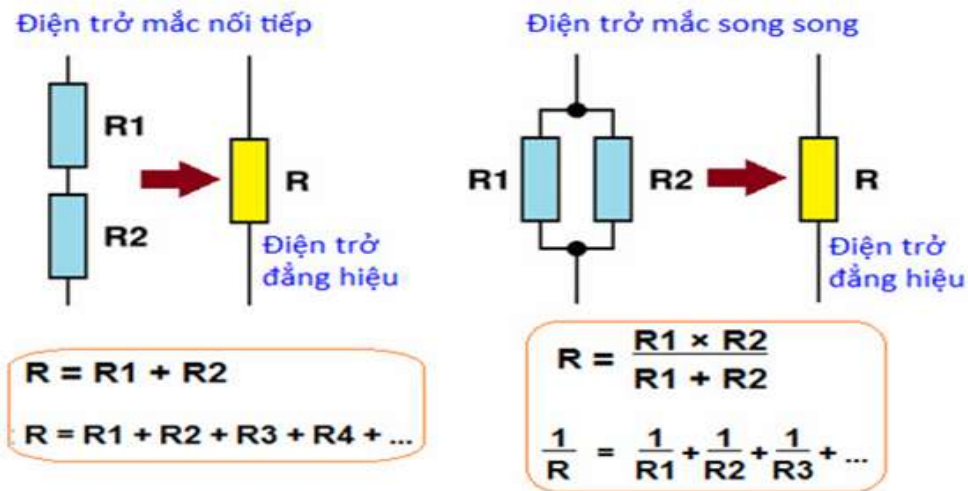 Điện trở mắc nối tiếp
R1
R2
R
Điện trở
đẳng hiệu
R = R1 + R2
: R = R1 + R2 + R3 + R4 + ...
Điện trở mắc song song
R1
R2
R
Điện trở
đẳng hiệu
R = R1 × R2 / R1 + R2
1/R = 1/R1 + 1/R2 + 1/R3 + ...